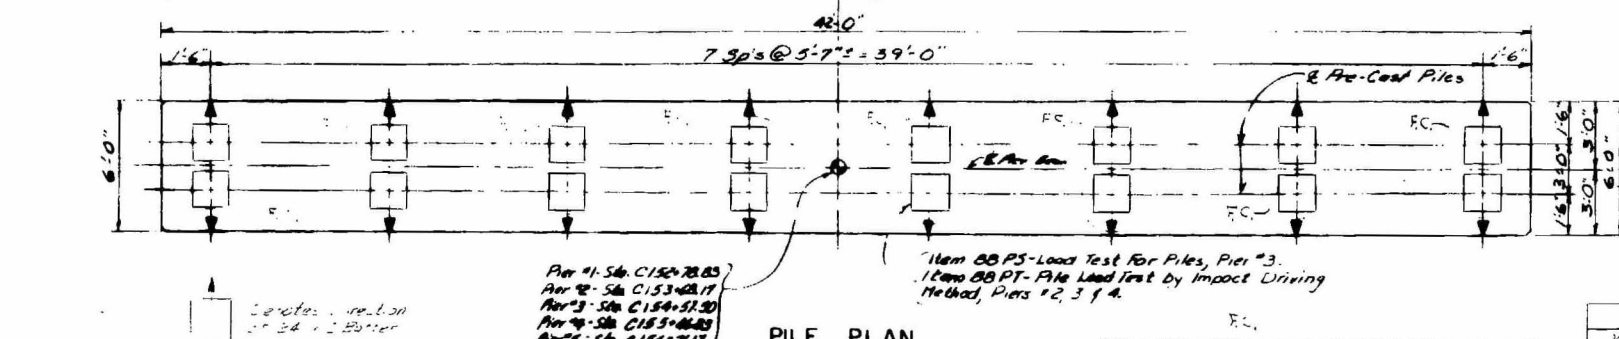 42'-0"
1'-6" 7 Sp's @ 5'-7"± = 39'-0" 1'-6"
℄ Pre-Cast Piles
F.C. F.C. F.C. F.C.
6'-0"
℄ Pier
1'-6" 3'-0" 1'-6"
3'-0" 3'-0"
6'-0"
F.C. F.C.
Item 88 PS-Load Test For Piles, Pier #3.
Item 88 PT-Pile Load Test by Impact Driving
Method, Piers #2, 3 & 4.
Pier #1-Sta. C152+78.83
Pier #2-Sta. C153+68.17
Pier #3-Sta. C154+57.50
Pier #4-Sta. C155+46.83
Denotes Direction
Batter
F.C.
PILE PLAN